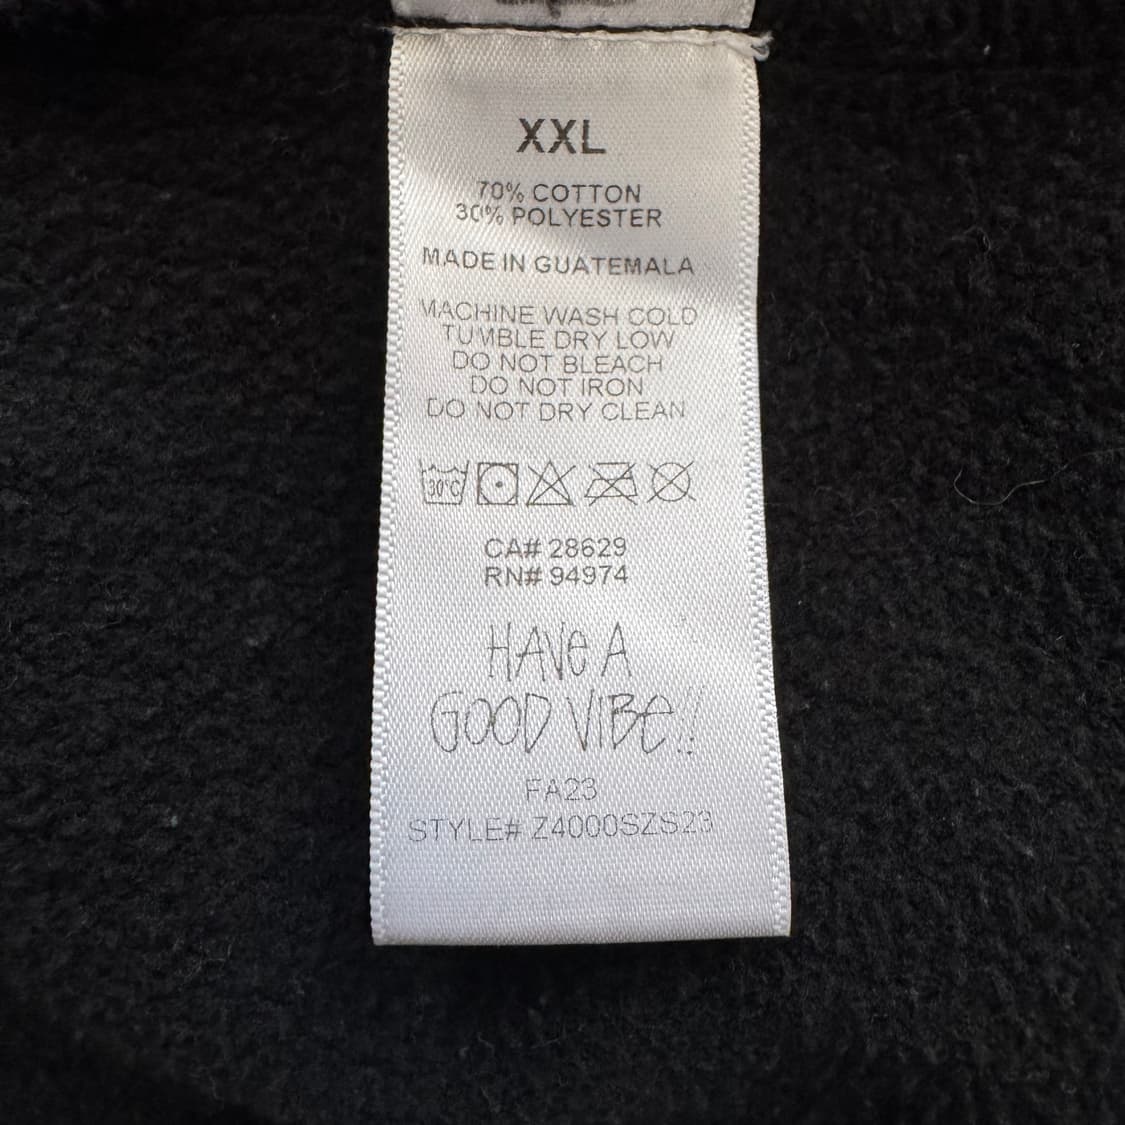 XXL
70% COTTON
30% POLYESTER
MADE IN GUATEMALA
MACHINE WASH COLD
TUMBLE DRY LOW
DO NOT BLEACH
DO NOT IRON
DO NOT DRY CLEAN
30°C
CA# 28629
RN# 94974
HAVe A
GOOD VIBe!!
FA23
STYLE# Z4000SZS23